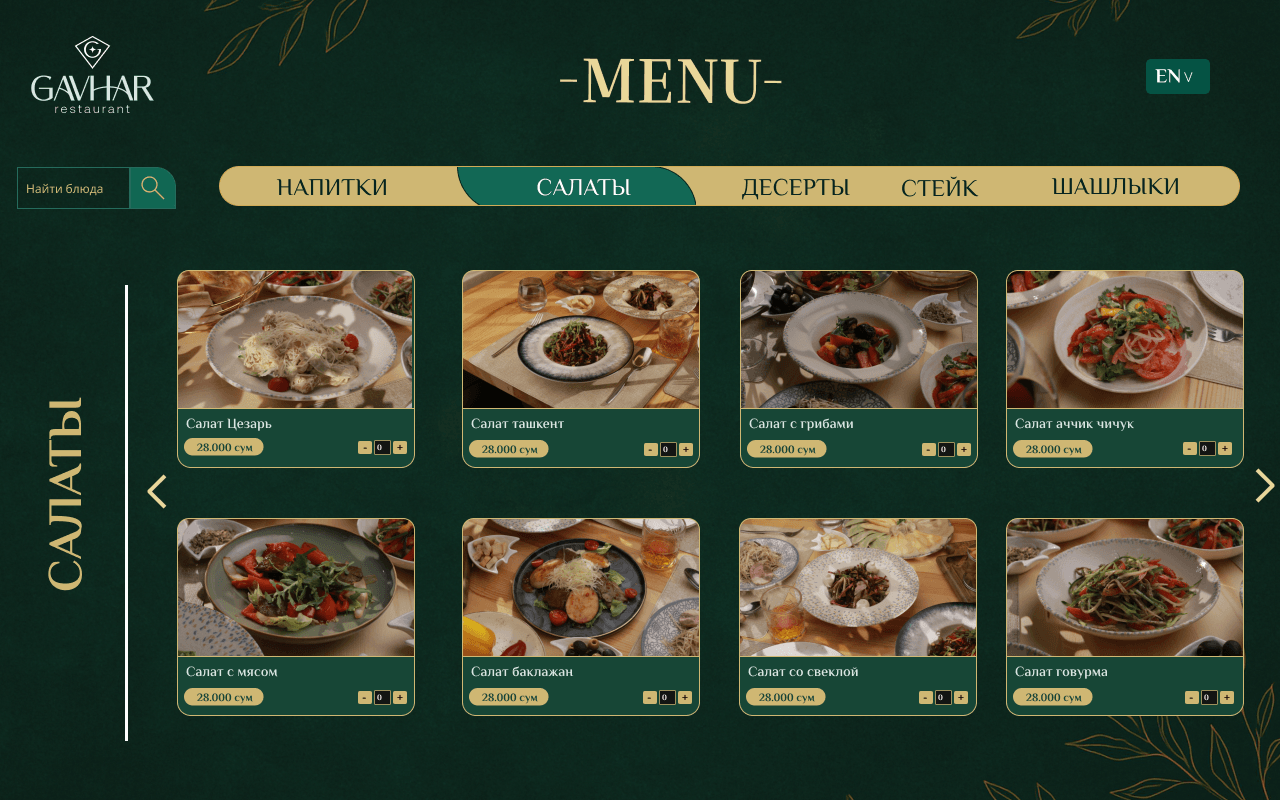 GAVHAR
restaurant
-MENU-
EN V
Найти блюда
НАПИТКИ
САЛАТЫ
ДЕСЕРТЫ
СТЕЙК
ШАШЛЫКИ
САЛАТЫ
Салат Цезарь
28.000 сум
- 0 +
Салат ташкент
28.000 сум
- 0 +
Салат с грибами
28.000 сум
- 0 +
Салат аччик чичук
28.000 сум
- 0 +
Салат с мясом
28.000 сум
- 0 +
Салат баклажан
28.000 сум
- 0 +
Салат со свеклой
28.000 сум
- 0 +
Салат говурма
28.000 сум
- 0 +